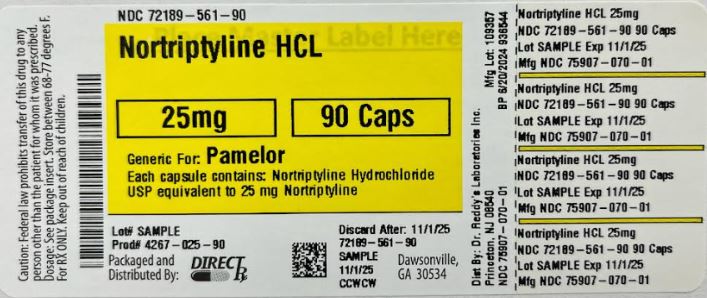 Caution: Federal law prohibits transfer of this drug to any
person other than the patient for whom it was prescribed.
Dosage: See package insert. Store between 68-77 degrees F.
For RX ONLY. Keep out of reach of children.
NDC 72189-561-90
Place Master Label Here
Nortriptyline HCL
25mg
90 Caps
Generic For: Pamelor
Each capsule contains: Nortriptyline Hydrochloride
USP equivalent to 25 mg Nortriptyline
Lot# SAMPLE
Prod# 4267-025-90
Packaged and
Distributed By:
DIRECT Rx
Discard After: 11/1/25
72189-561-90
SAMPLE
11/1/25
CCWCW
Dawsonville,
GA 30534
Mfg Lot: 109357
BP 6/20/2024 936544
Dist. By: Dr. Reddy's Laboratories Inc.
Princeton, NJ 08540
NDC 75907-070-01
Nortriptyline HCL 25mg
NDC 72189-561-90 90 Caps
Lot SAMPLE Exp 11/1/25
Mfg NDC 75907-070-01
Nortriptyline HCL 25mg
NDC 72189-561-90 90 Caps
Lot SAMPLE Exp 11/1/25
Mfg NDC 75907-070-01
Nortriptyline HCL 25mg
NDC 72189-561-90 90 Caps
Lot SAMPLE Exp 11/1/25
Mfg NDC 75907-070-01
Nortriptyline HCL 25mg
NDC 72189-561-90 90 Caps
Lot SAMPLE Exp 11/1/25
Mfg NDC 75907-070-01